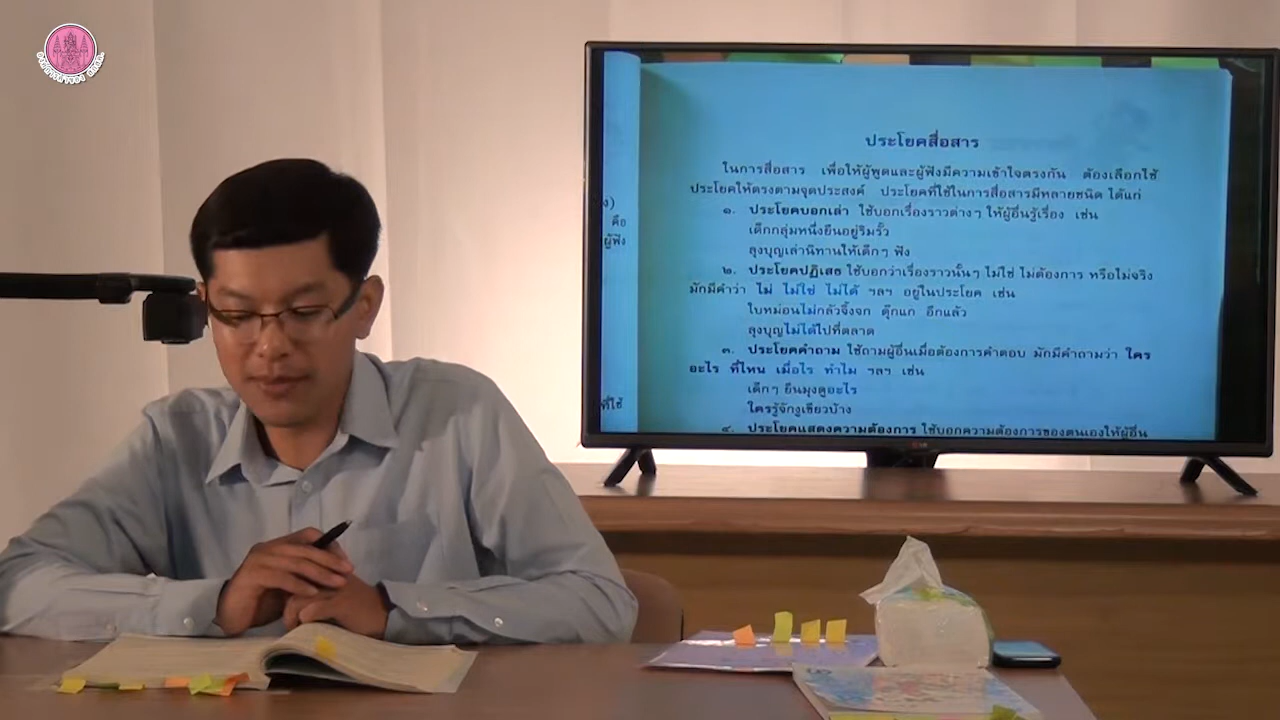 ประโยคสื่อสาร
ในการสื่อสาร เพื่อให้ผู้พูดและผู้ฟังมีความเข้าใจตรงกัน ต้องเลือกใช้
ประโยคให้ตรงตามจุดประสงค์ ประโยคที่ใช้ในการสื่อสารมีหลายชนิด ได้แก่
๑. ประโยคบอกเล่า ใช้บอกเรื่องราวต่างๆ ให้ผู้อื่นรู้เรื่อง เช่น
เด็กกลุ่มหนึ่งยืนอยู่ริมรั้ว
ลุงบุญเล่านิทานให้เด็กๆ ฟัง
๒. ประโยคปฏิเสธ ใช้บอกว่าเรื่องราวนั้นๆ ไม่ใช่ ไม่ต้องการ หรือไม่จริง
มักมีคำว่า ไม่ ไม่ใช่ ไม่ได้ ฯลฯ อยู่ในประโยค เช่น
ใบหม่อนไม่กลัวจิ้งจก ตุ๊กแก อีกแล้ว
ลุงบุญไม่ได้ไปที่ตลาด
๓. ประโยคคำถาม ใช้ถามผู้อื่นเมื่อต้องการคำตอบ มักมีคำถามว่า ใคร
อะไร ที่ไหน เมื่อไร ทำไม ฯลฯ เช่น
เด็กๆ ยืนมุงดูอะไร
ใครรู้จักงูเขียวบ้าง
๔. ประโยคแสดงความต้องการ ใช้บอกความต้องการของตนเองให้ผู้อื่น
คือ
ผู้ฟัง
ที่ใช้